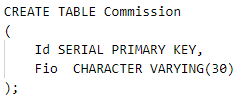 CREATE TABLE Commission
(
    Id SERIAL PRIMARY KEY,
    Fio  CHARACTER VARYING(30)
);